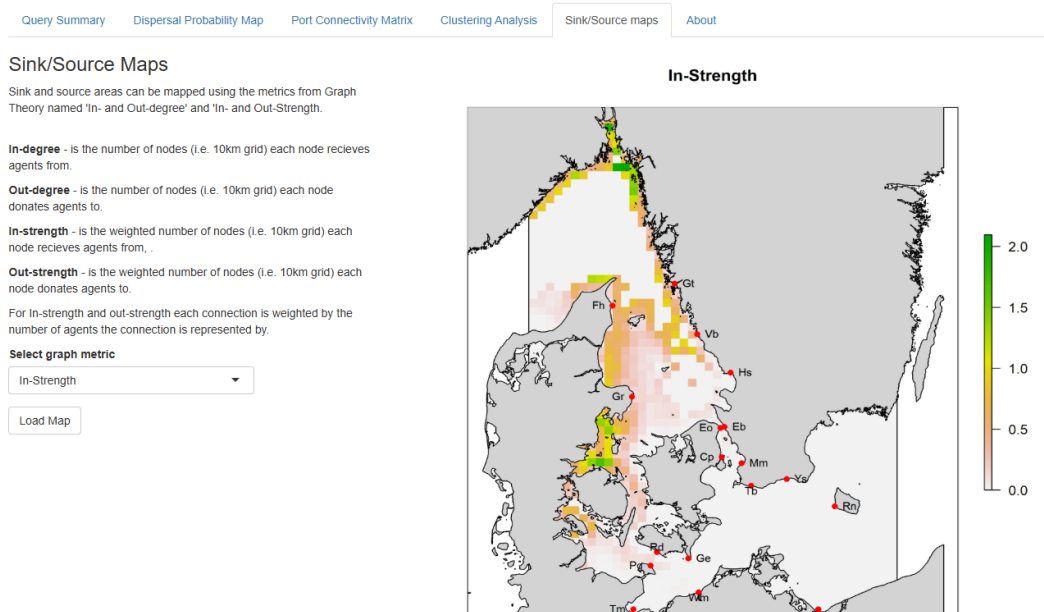 Query Summary Dispersal Probability Map Port Connectivity Matrix Clustering Analysis Sink/Source maps About
Sink/Source Maps
Sink and source areas can be mapped using the metrics from Graph
Theory named 'In- and Out-degree' and 'In- and Out-Strength.
In-degree - is the number of nodes (i.e. 10km grid) each node recieves
agents from.
Out-degree - is the number of nodes (i.e. 10km grid) each node
donates agents to.
In-strength - is the weighted number of nodes (i.e. 10km grid) each
node recieves agents from, .
Out-strength - is the weighted number of nodes (i.e. 10km grid) each
node donates agents to.
For In-strength and out-strength each connection is weighted by the
number of agents the connection is represented by.
Select graph metric
In-Strength
Load Map
In-Strength
Gt
Fh
Vb
Hs
Gr
Eo Eb
Cp Mm
Ys
Tb
Rn
Rd
Ge
Wm
Tm
2.0
1.5
1.0
0.5
0.0